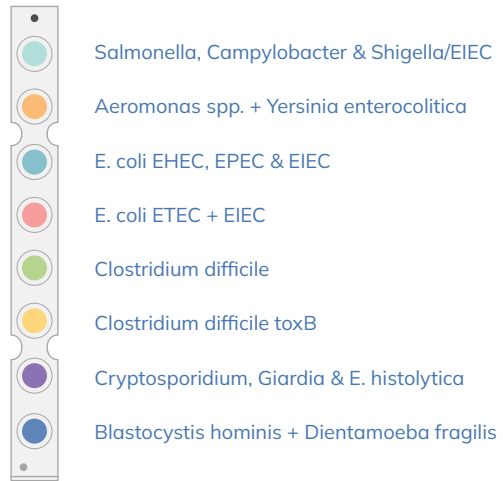 Salmonella, Campylobacter & Shigella/EIEC
Aeromonas spp. + Yersinia enterocolitica
E. coli EHEC, EPEC & EIEC
E. coli ETEC + EIEC
Clostridium difficile
Clostridium difficile toxB
Cryptosporidium, Giardia & E. histolytica
Blastocystis hominis + Dientamoeba fragilis